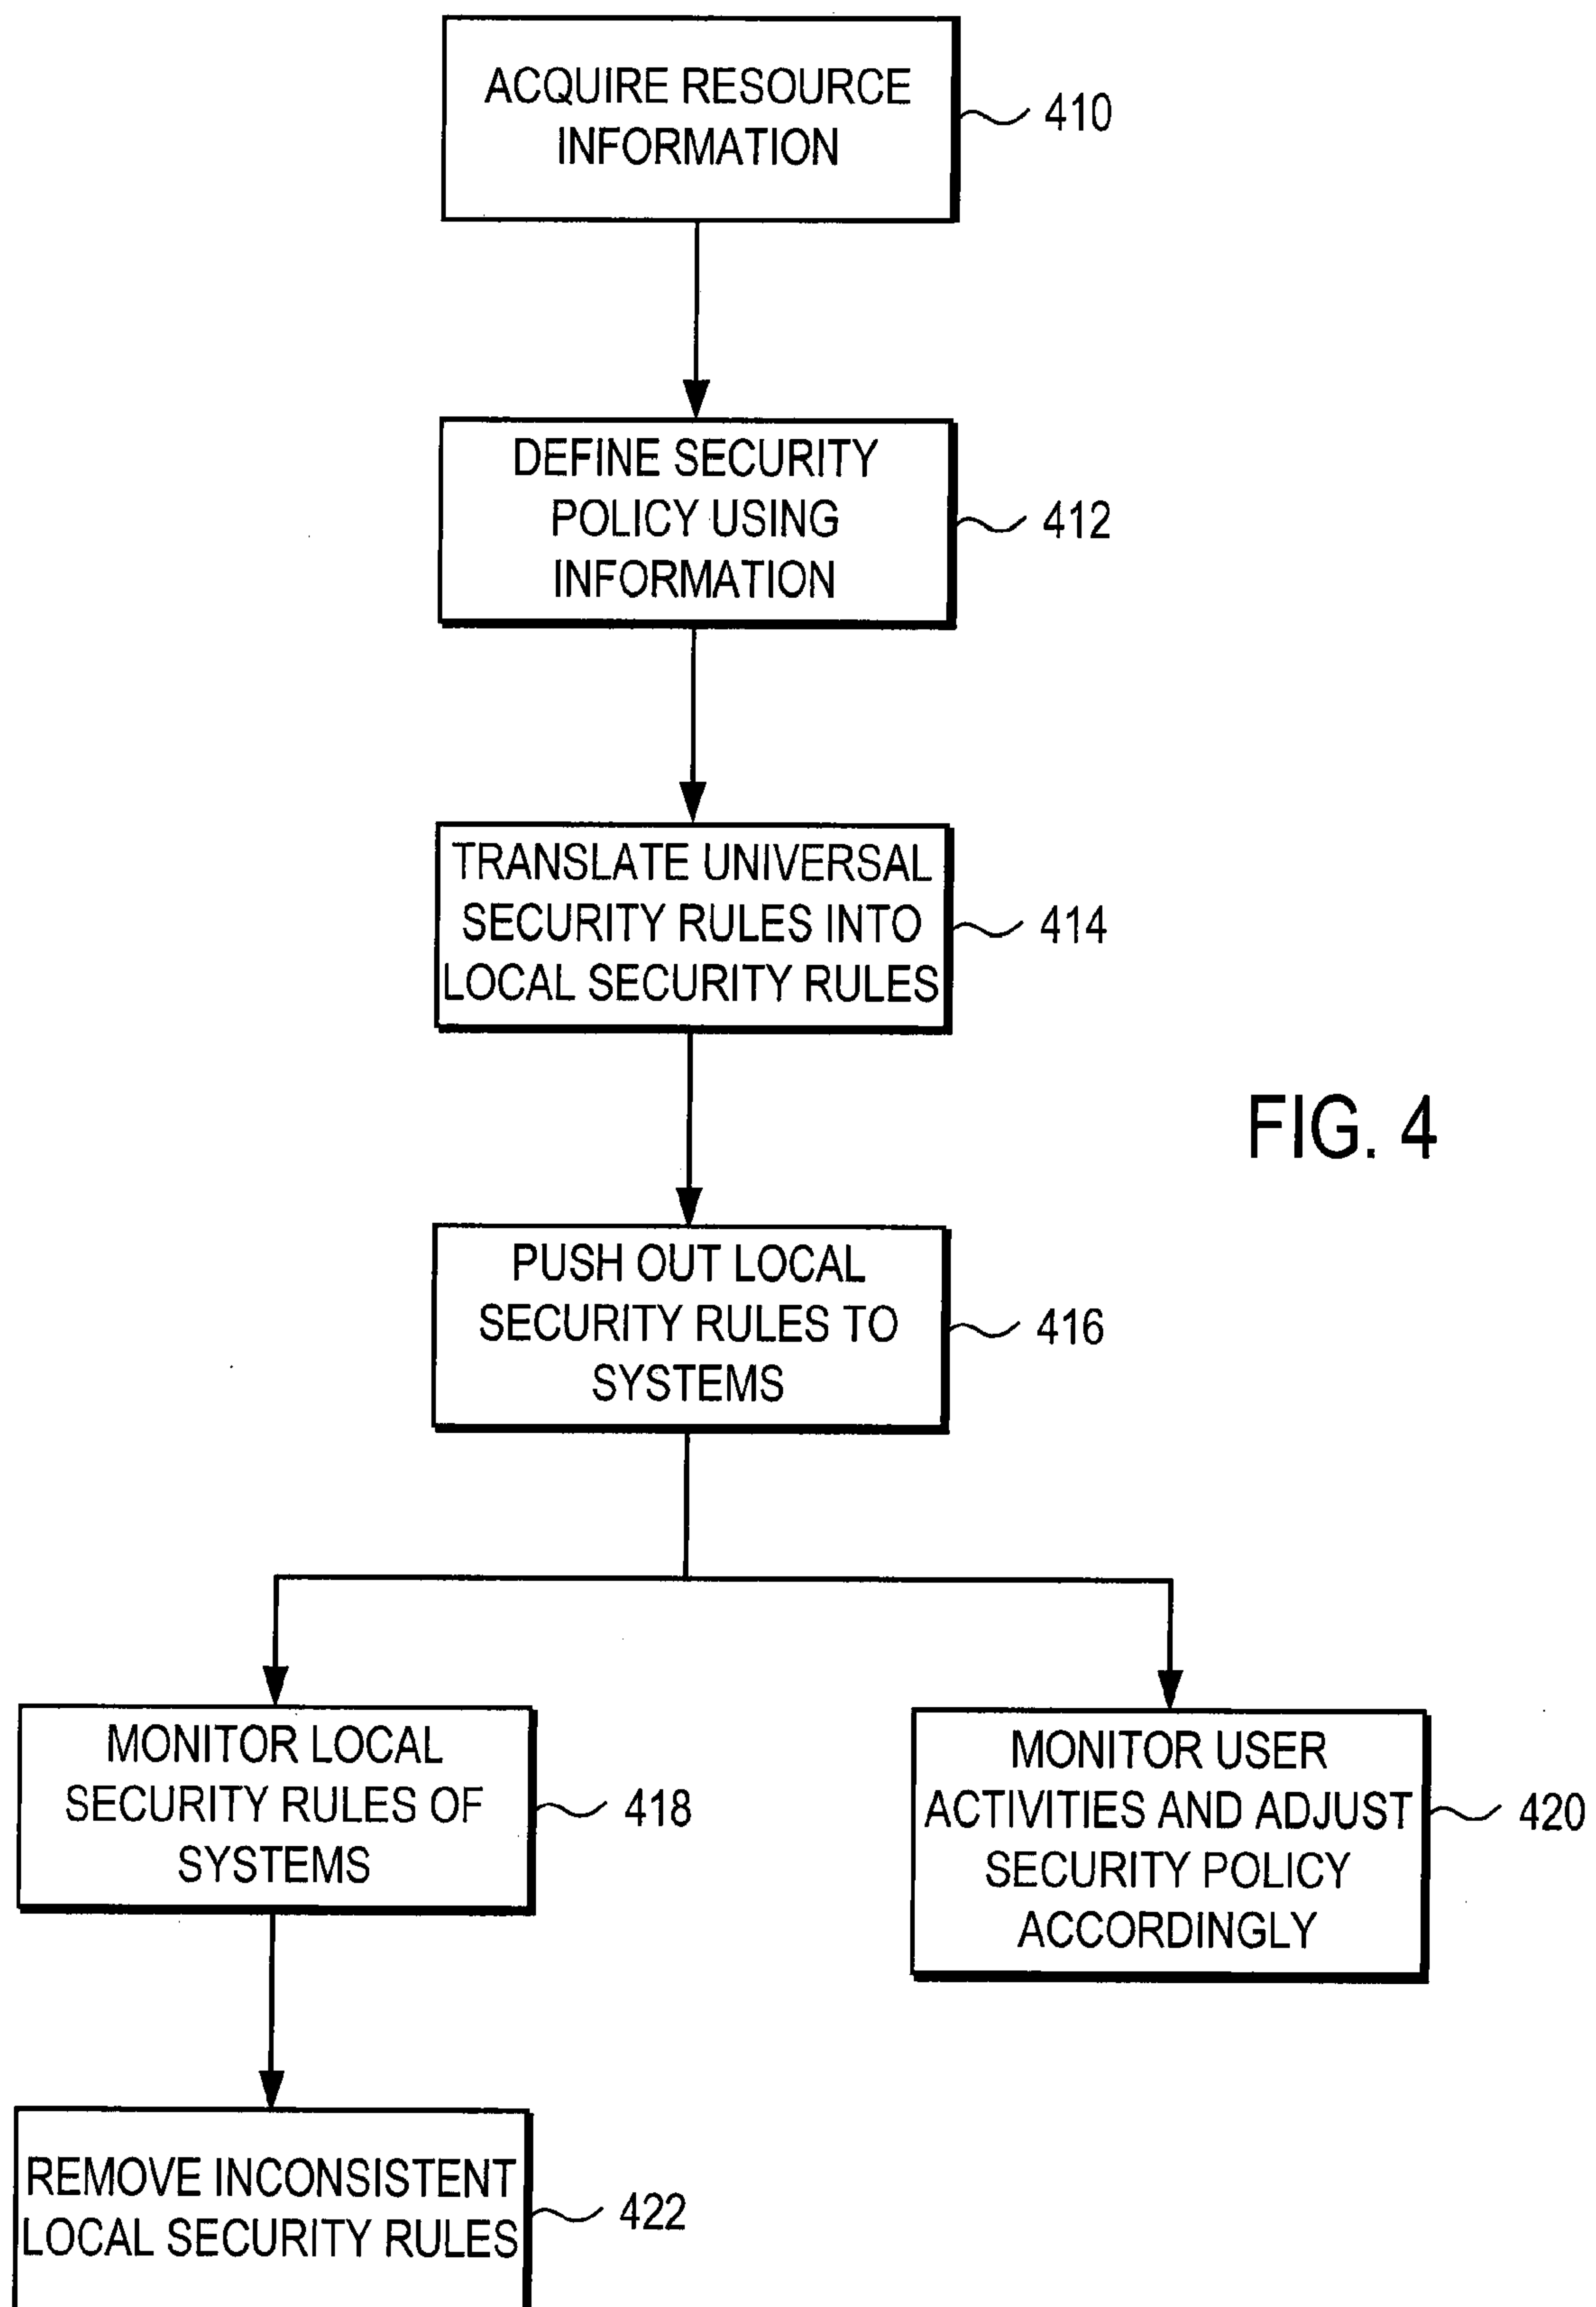 ACQUIRE RESOURCE
INFORMATION
410
DEFINE SECURITY
POLICY USING
INFORMATION
412
TRANSLATE UNIVERSAL
SECURITY RULES INTO
LOCAL SECURITY RULES
414
FIG. 4
PUSH OUT LOCAL
SECURITY RULES TO
SYSTEMS
416
MONITOR LOCAL
SECURITY RULES OF
SYSTEMS
418
MONITOR USER
ACTIVITIES AND ADJUST
SECURITY POLICY
ACCORDINGLY
420
REMOVE INCONSISTENT
LOCAL SECURITY RULES
422